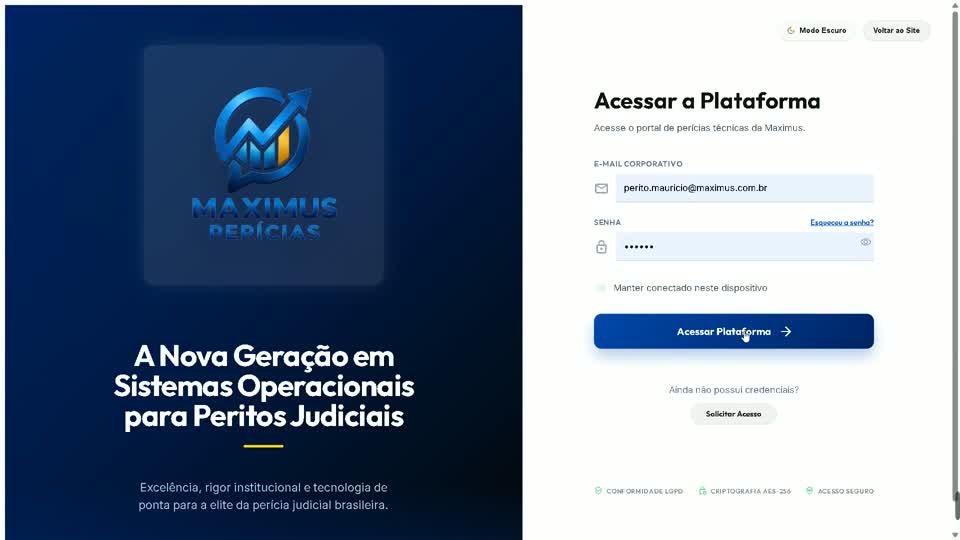 MAXIMUS
PERÍCIAS
A Nova Geração em
Sistemas Operacionais
para Peritos Judiciais
Excelência, rigor institucional e tecnologia de
ponta para a elite da perícia judicial brasileira.
Modo Escuro
Voltar ao Site
Acessar a Plataforma
Acesse o portal de perícias técnicas da Maximus.
E-MAIL CORPORATIVO
perito.mauricio@maximus.com.br
SENHA
Esqueceu a senha?
••••••
Manter conectado neste dispositivo
Acessar Plataforma
Ainda não possui credenciais?
Solicitar Acesso
CONFORMIDADE LGPD
CRIPTOGRAFIA AES-256
ACESSO SEGURO